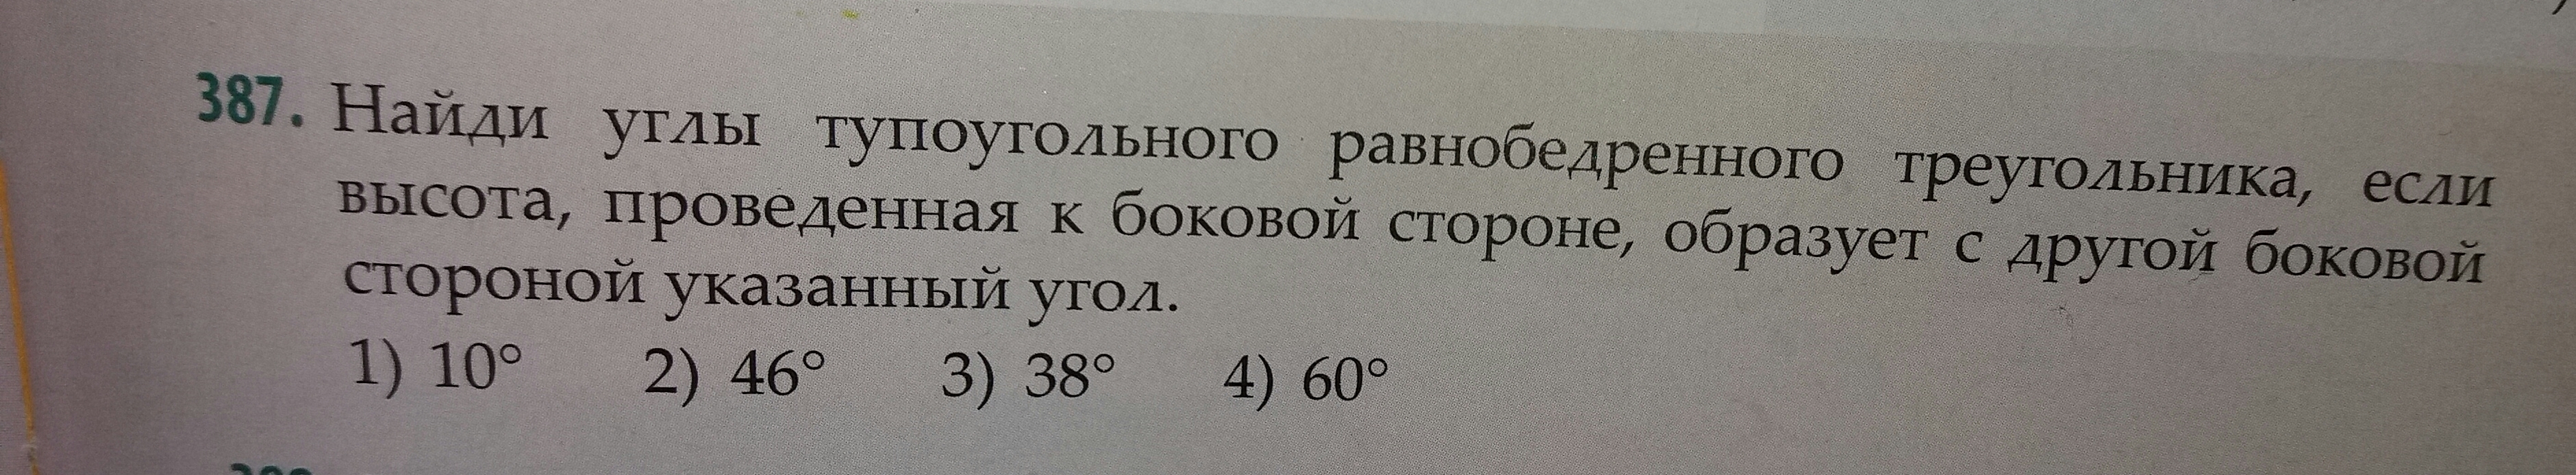 387. Найди углы тупоугольного равнобедренного треугольника, если
высота, проведенная к боковой стороне, образует с другой боковой
стороной указанный угол.
1) 10° 2) 46° 3) 38° 4) 60°